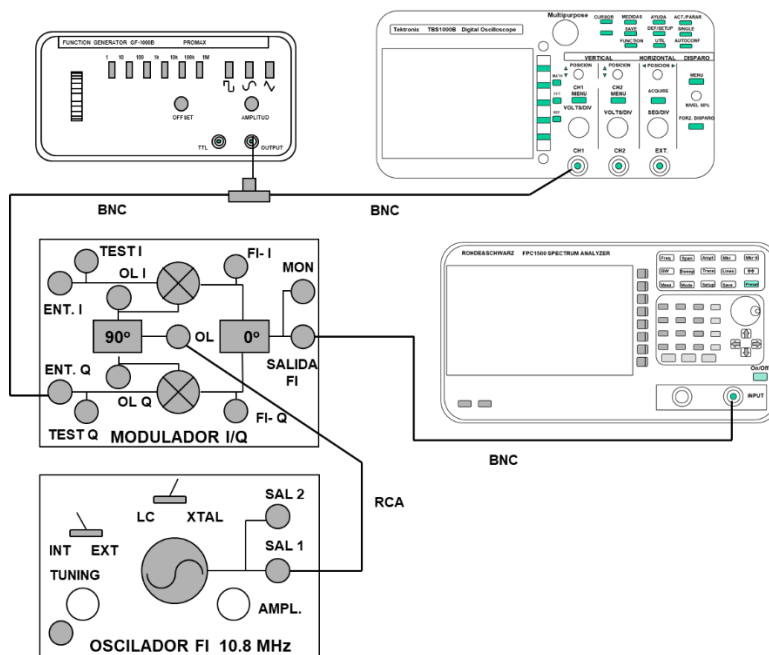 FUNCTION GENERATOR GF-1000B PROMAX
1 10 100 1k 10k 100k 1M
OFFSET
AMPLITUD
TTL
OUTPUT
Tektronix TBS1000B Digital Oscilloscope
Multipurpose
CURSOR MEDIDAS AYUDA ACT./PARAR
SAVE DEF/SETUP SINGLE
FUNCTION UTIL AUTOCONF
VERTICAL HORIZONTAL DISPARO
POSICION POSICION POSICION
MATH
REF
CH1 MENU
CH2 MENU
ACQUIRE
MENU
NIVEL 50%
VOLTS/DIV VOLTS/DIV SEG/DIV
FORZ. DISPARO
CH1 CH2 EXT.
BNC
BNC
TEST I
OL I
FI- I
MON
ENT. I
90º
OL
0º
ENT. Q
SALIDA
FI
OL Q
FI- Q
TEST Q
MODULADOR I/Q
ROHDE&SCHWARZ FPC1500 SPECTRUM ANALYZER
Freq Span Ampt Mkr Mkr->
BW Sweep Trace Lines
Meas Mode Setup Save Preset
On/Off
INPUT
BNC
RCA
LC XTAL
SAL 2
SAL 1
INT EXT
TUNING
AMPL.
OSCILADOR FI 10.8 MHz